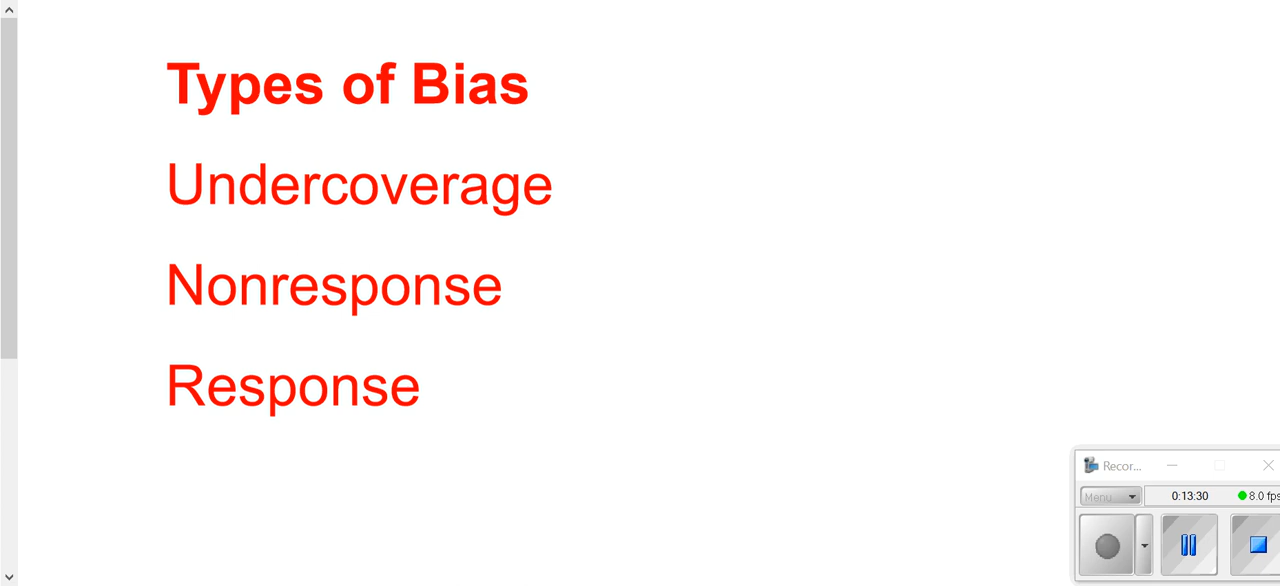 Types of Bias
Undercoverage
Nonresponse
Response
Recor...
Menu
0:13:30
8.0 fps